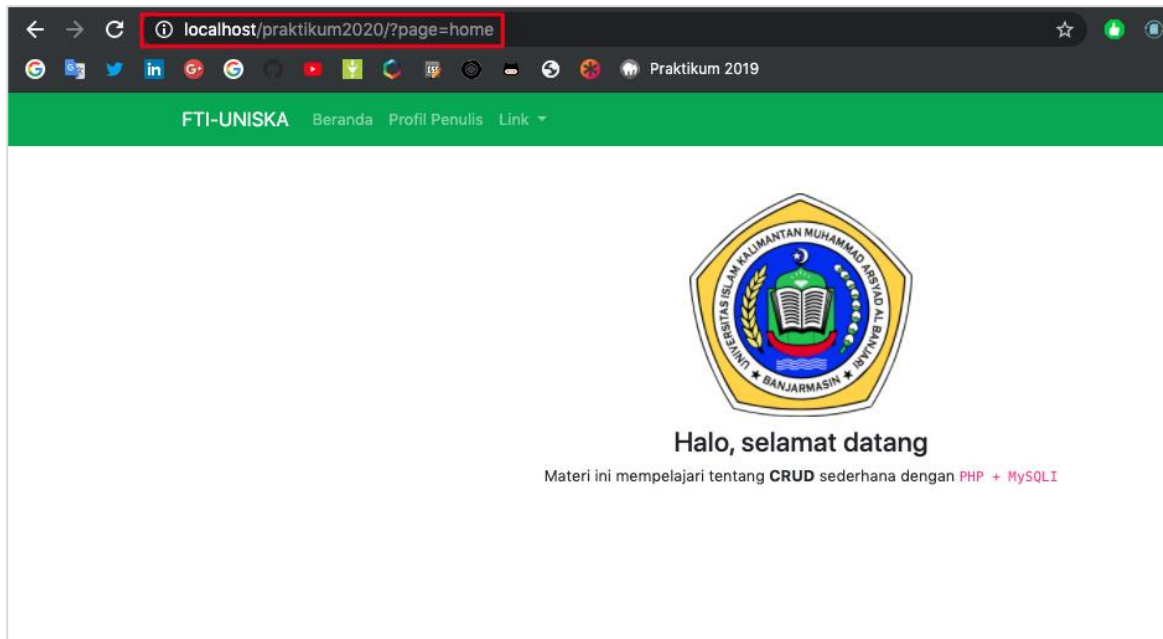 localhost/praktikum2020/?page=home
Praktikum 2019
FTI-UNISKA Beranda Profil Penulis Link
UNIVERSITAS ISLAM KALIMANTAN MUHAMMAD ARSYAD AL BANJARI
BANJARMASIN
Halo, selamat datang
Materi ini mempelajari tentang CRUD sederhana dengan PHP + MySQLI